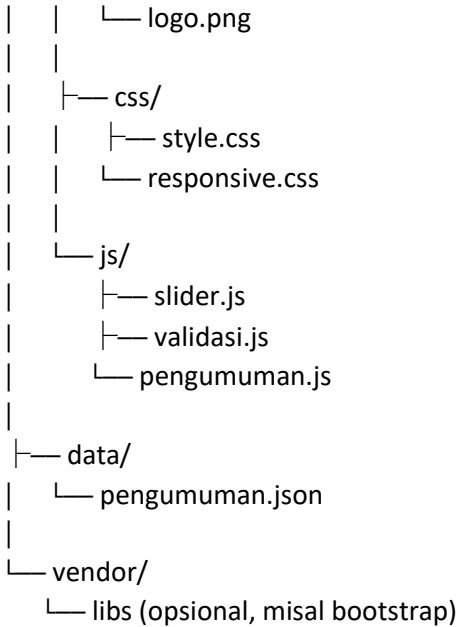 │   │   └── logo.png
│   │
│   ├── css/
│   │   ├── style.css
│   │   └── responsive.css
│   │
│   └── js/
│       ├── slider.js
│       ├── validasi.js
│       └── pengumuman.js
│
├── data/
│   └── pengumuman.json
│
└── vendor/
    └── libs (opsional, misal bootstrap)